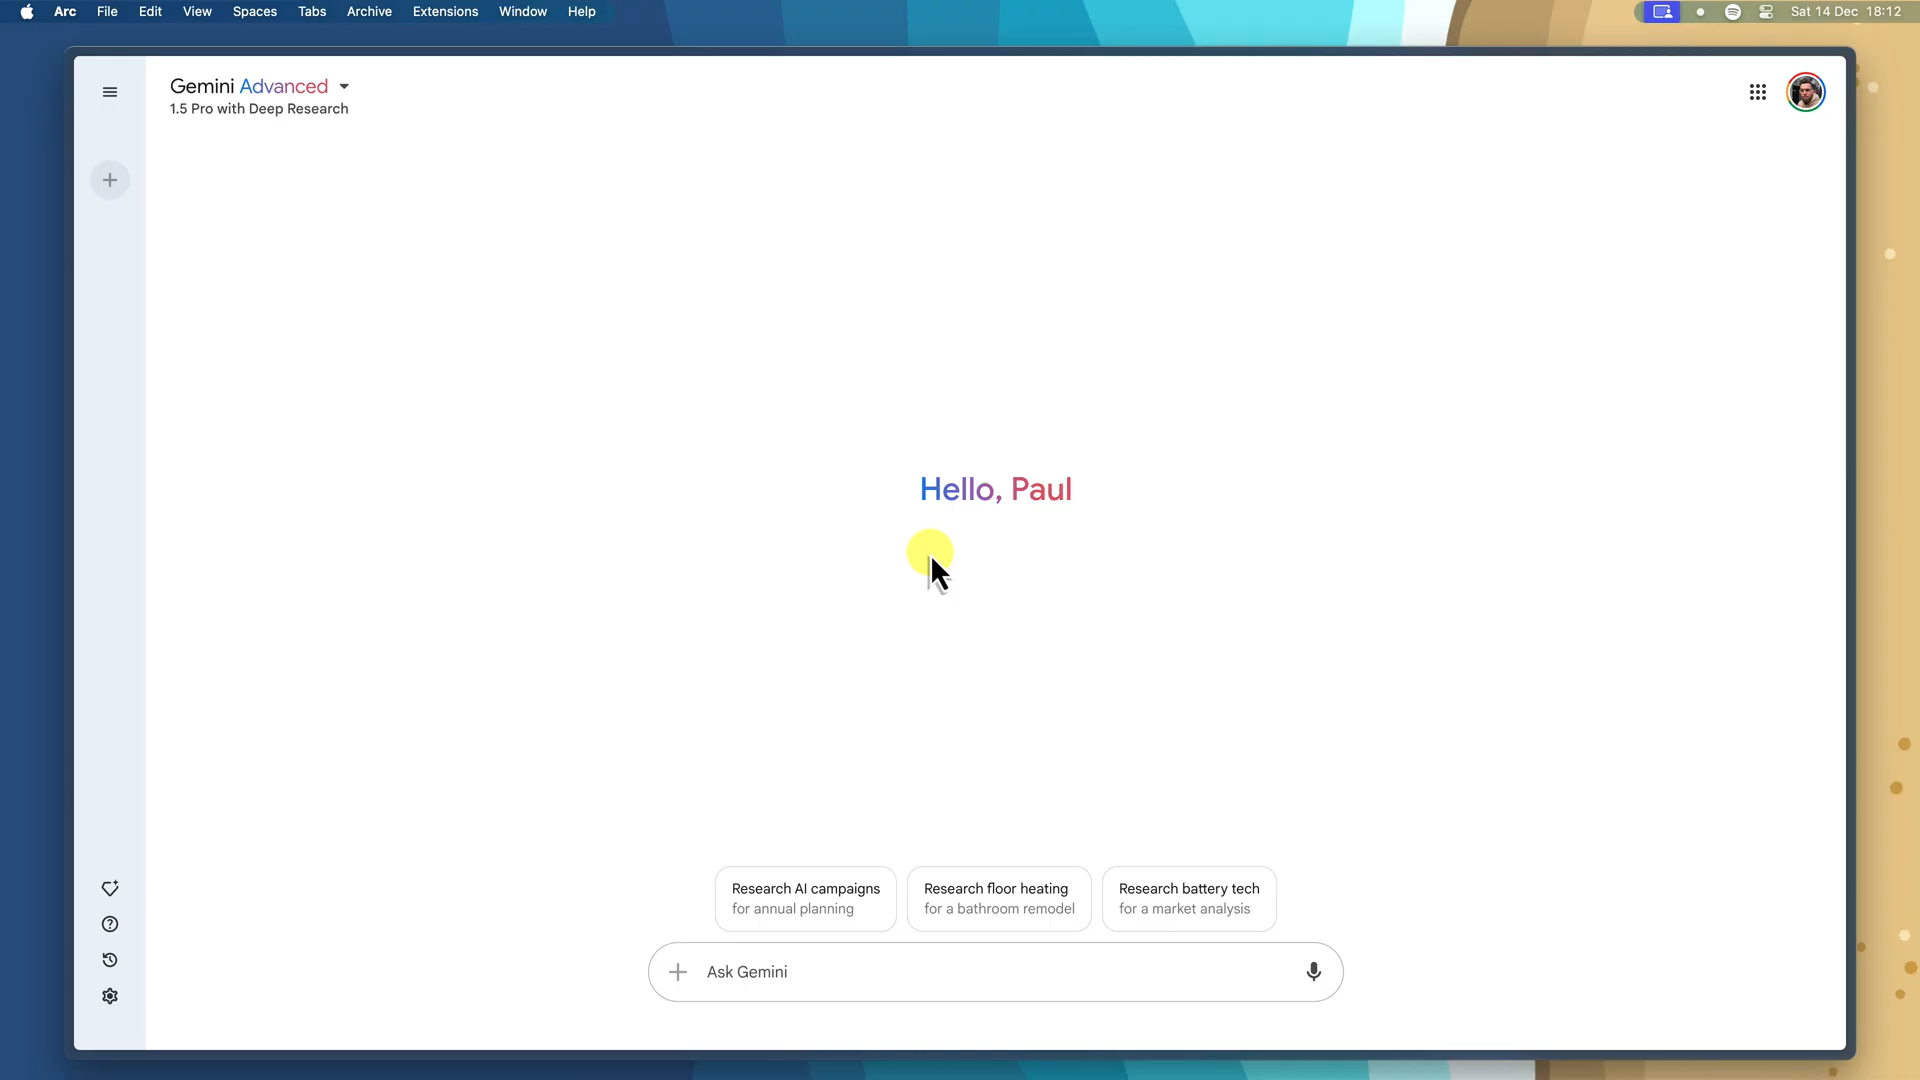 Arc File Edit View Spaces Tabs Archive Extensions Window Help Sat 14 Dec 18:12
Gemini Advanced
1.5 Pro with Deep Research
Hello, Paul
Research AI campaigns
for annual planning
Research floor heating
for a bathroom remodel
Research battery tech
for a market analysis
Ask Gemini